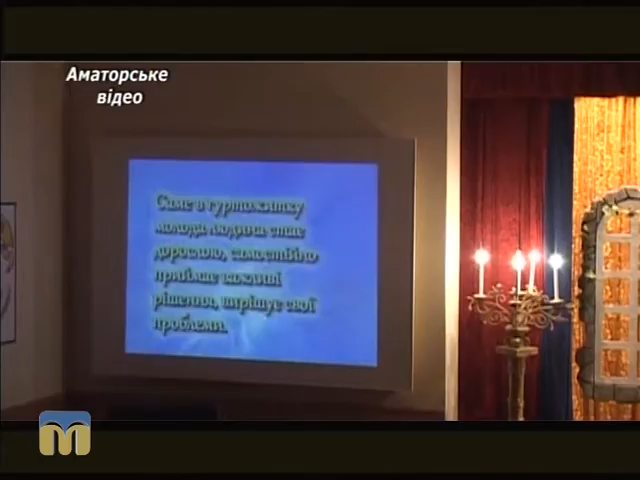 Аматорське
відео
Саме в гуртожитку
молода людина стає
дорослою, самостійно
приймає важливі
рішення, вирішує свої
проблеми.
M